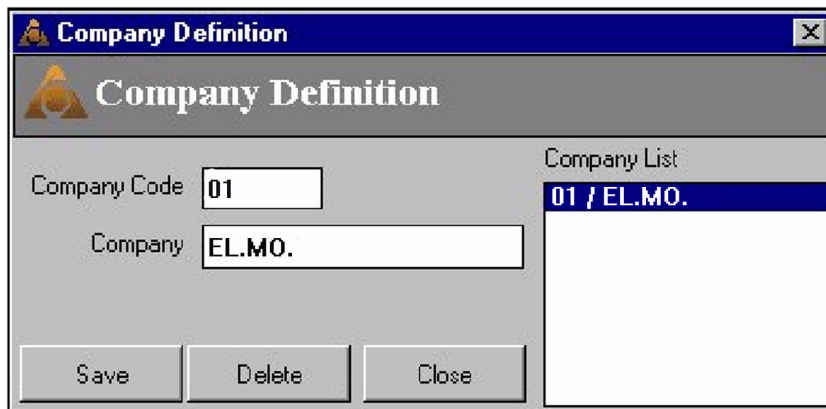 Company Definition
Company Definition
Company Code 01
Company EL.MO.
Company List
01 / EL.MO.
Save Delete Close